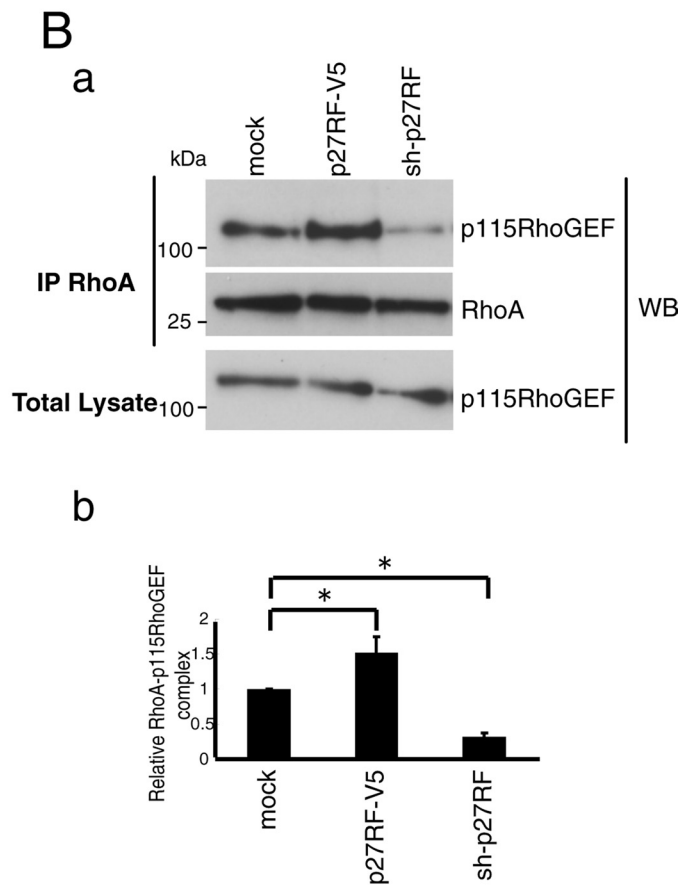 B
a
mock
p27RF-V5
sh-p27RF
kDa
p115RhoGEF
100
IP RhoA
RhoA
25
WB
Total Lysate
100
p115RhoGEF
b
*
*
Relative RhoA-p115RhoGEF
complex
2
1.5
1
0.5
0
mock
p27RF-V5
sh-p27RF